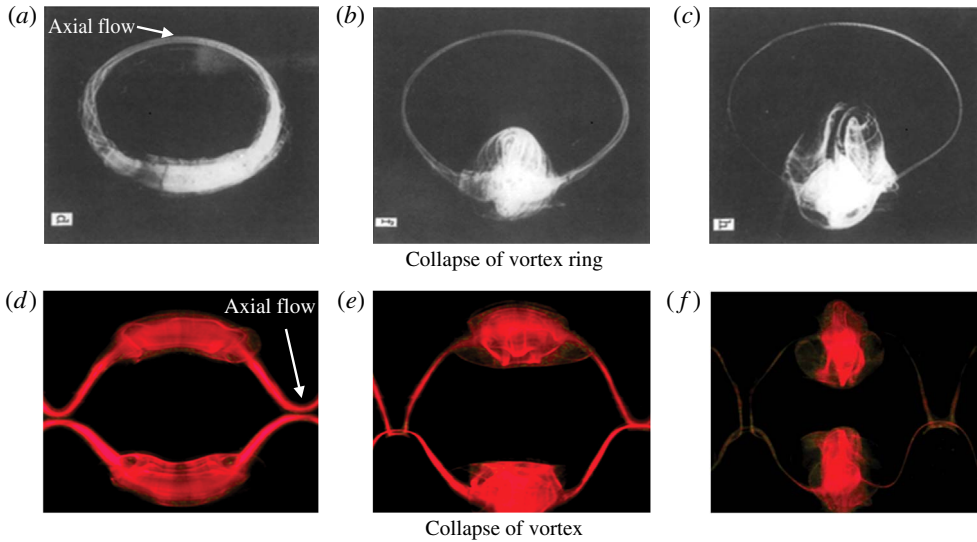 (a)
Axial flow
(b)
(c)
Collapse of vortex ring
(d)
Axial flow
(e)
(f)
Collapse of vortex